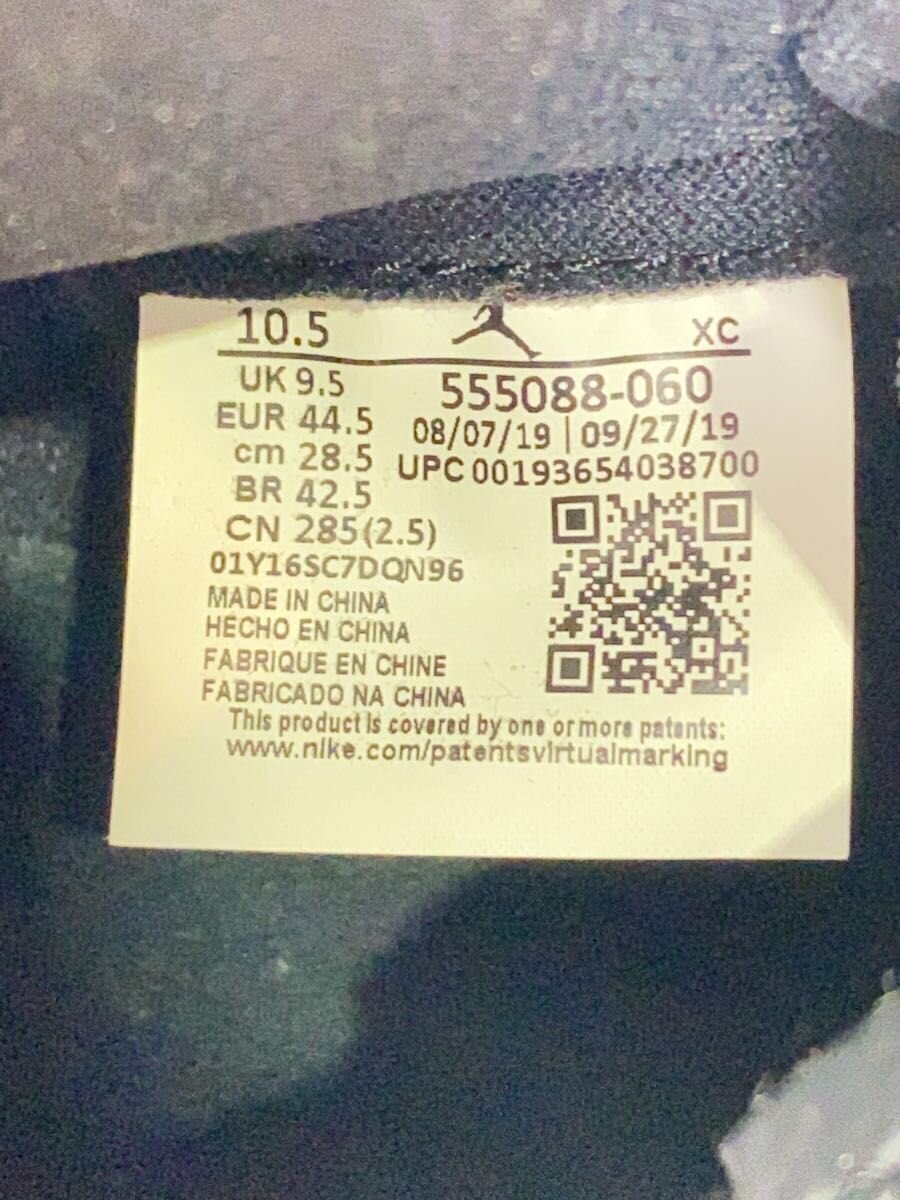 10.5 XC
UK 9.5
EUR 44.5
cm 28.5
BR 42.5
CN 285(2.5)
555088-060
08/07/19 | 09/27/19
UPC 00193654038700
01Y16SC7DQN96
MADE IN CHINA
HECHO EN CHINA
FABRIQUE EN CHINE
FABRICADO NA CHINA
This product is covered by one or more patents:
www.nike.com/patentsvirtualmarking